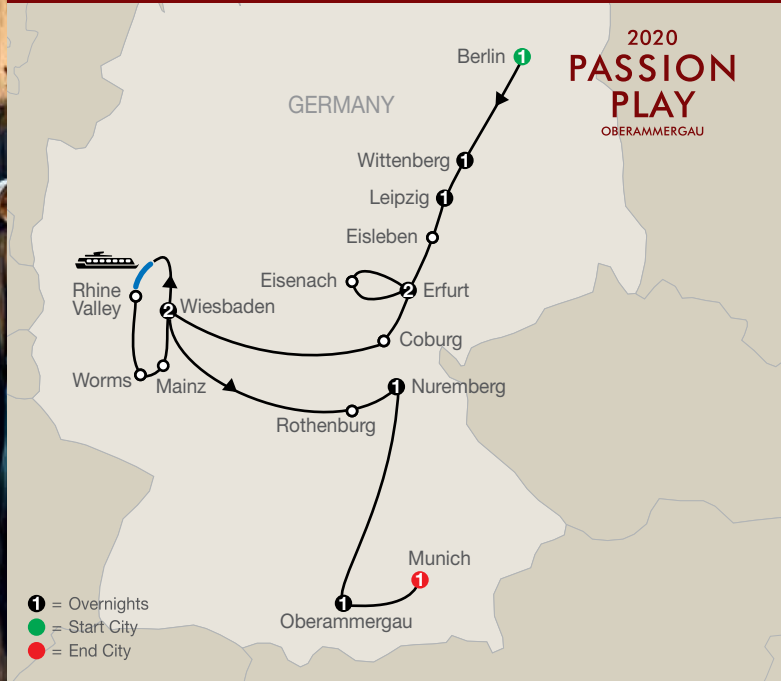 2020
PASSION
PLAY
OBERAMMERGAU
Berlin 1
GERMANY
Wittenberg 1
Leipzig 1
Eisleben
Eisenach
2 Erfurt
Rhine
Valley
2 Wiesbaden
Coburg
Worms
Mainz
1 Nuremberg
Rothenburg
Munich
1
1
Oberammergau
1 = Overnights
= Start City
= End City